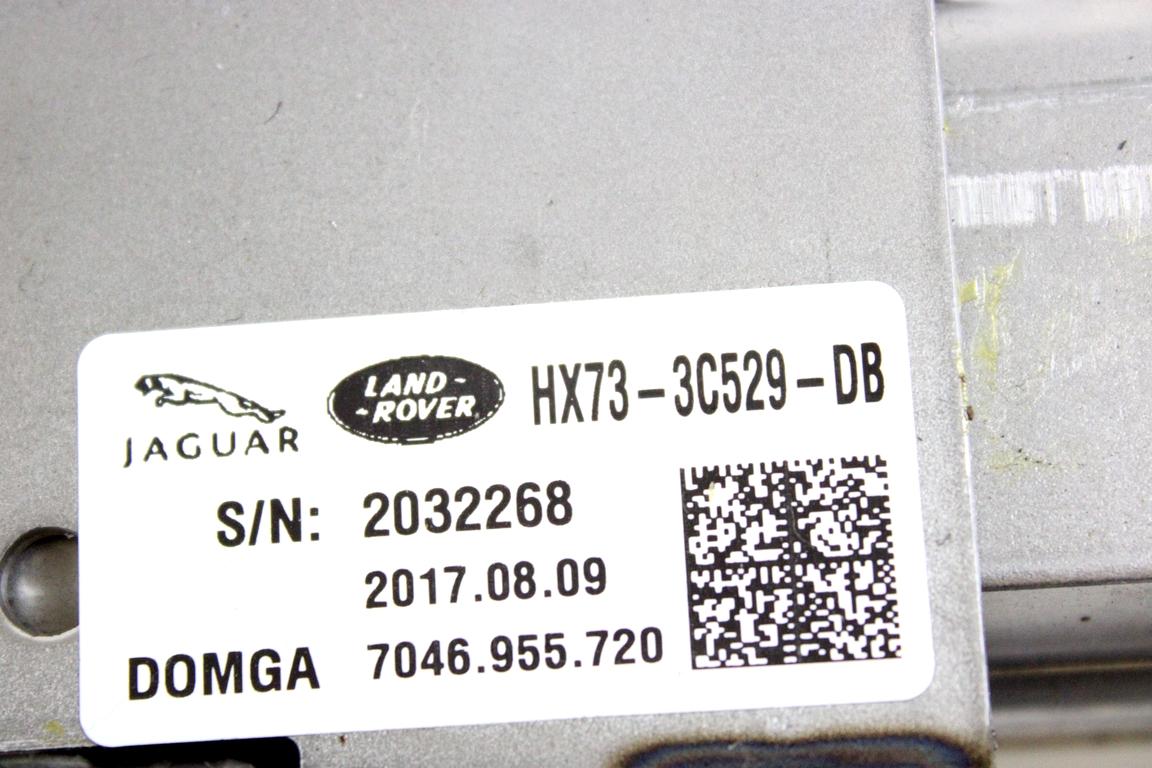 JAGUAR LAND-ROVER HX73-3C529-DB
S/N: 2032268
2017.08.09
DOMGA 7046.955.720